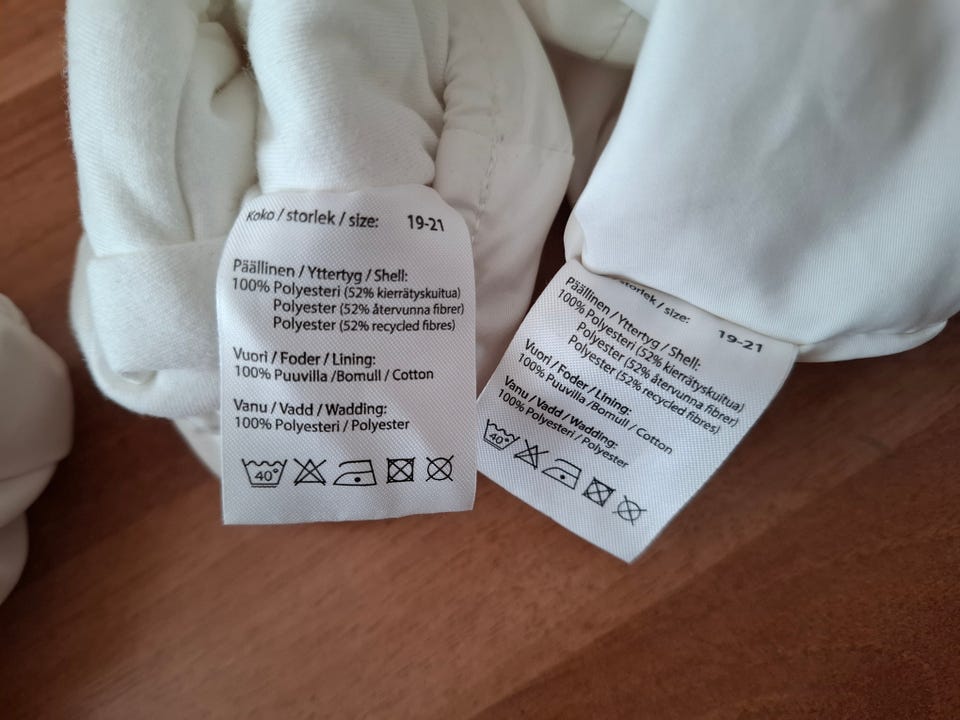 Koko / storlek / size: 19-21
Päällinen / Yttertyg / Shell:
100% Polyesteri (52% kierrätyskuitua)
Polyester (52% återvunna fibrer)
Polyester (52% recycled fibres)
Vuori / Foder / Lining:
100% Puuvilla /Bomull / Cotton
Vanu / Vadd / Wadding:
100% Polyesteri / Polyester
40°
storlek / size: 19-21
Päällinen / Yttertyg / Shell:
100% Polyesteri (52% kierrätyskuitua)
Polyester (52% återvunna fibrer)
Polyester (52% recycled fibres)
Vuori / Foder / Lining:
100% Puuvilla /Bomull / Cotton
Vanu / Vadd / Wadding:
100% Polyesteri / Polyester
40°